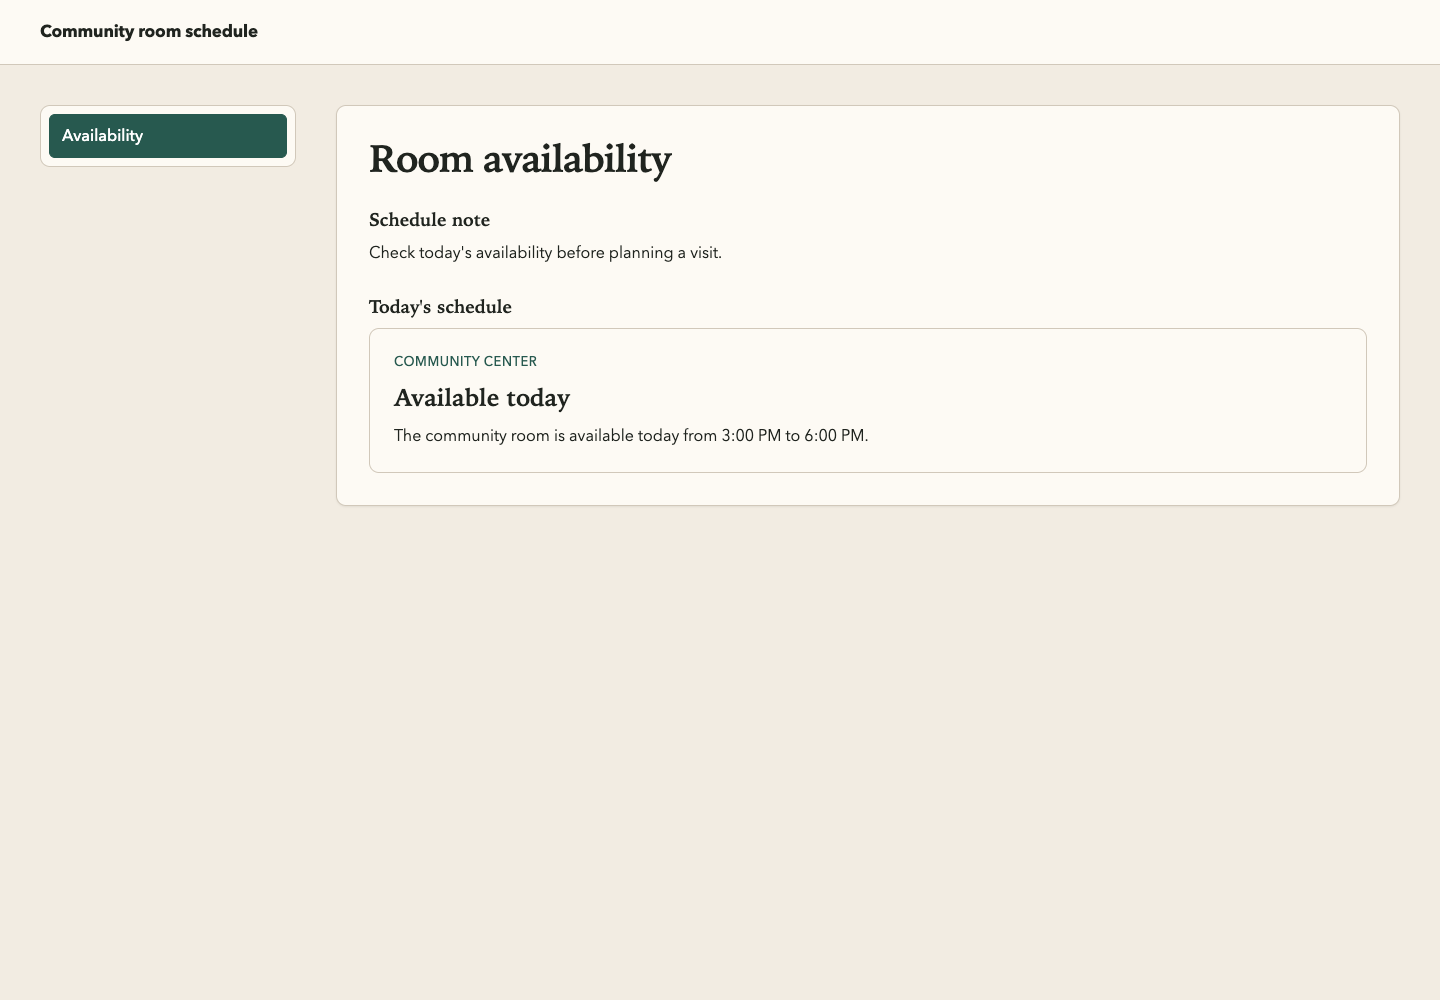 Community room schedule
Availability
Room availability
Schedule note
Check today's availability before planning a visit.
Today's schedule
COMMUNITY CENTER
Available today
The community room is available today from 3:00 PM to 6:00 PM.